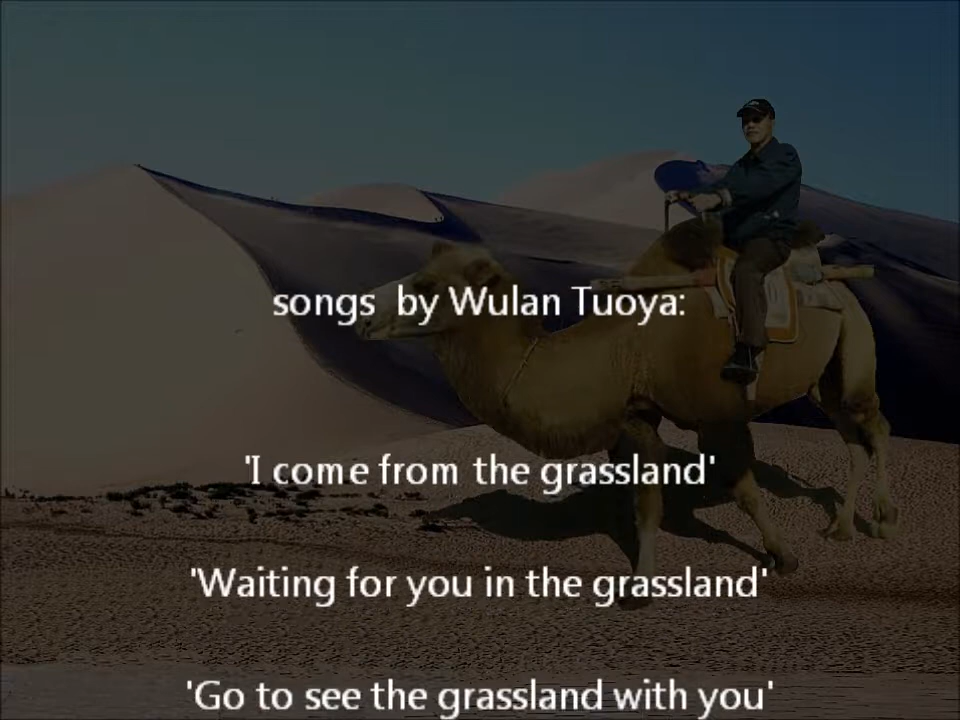 songs by Wulan Tuoya:
'I come from the grassland'
'Waiting for you in the grassland'
'Go to see the grassland with you'